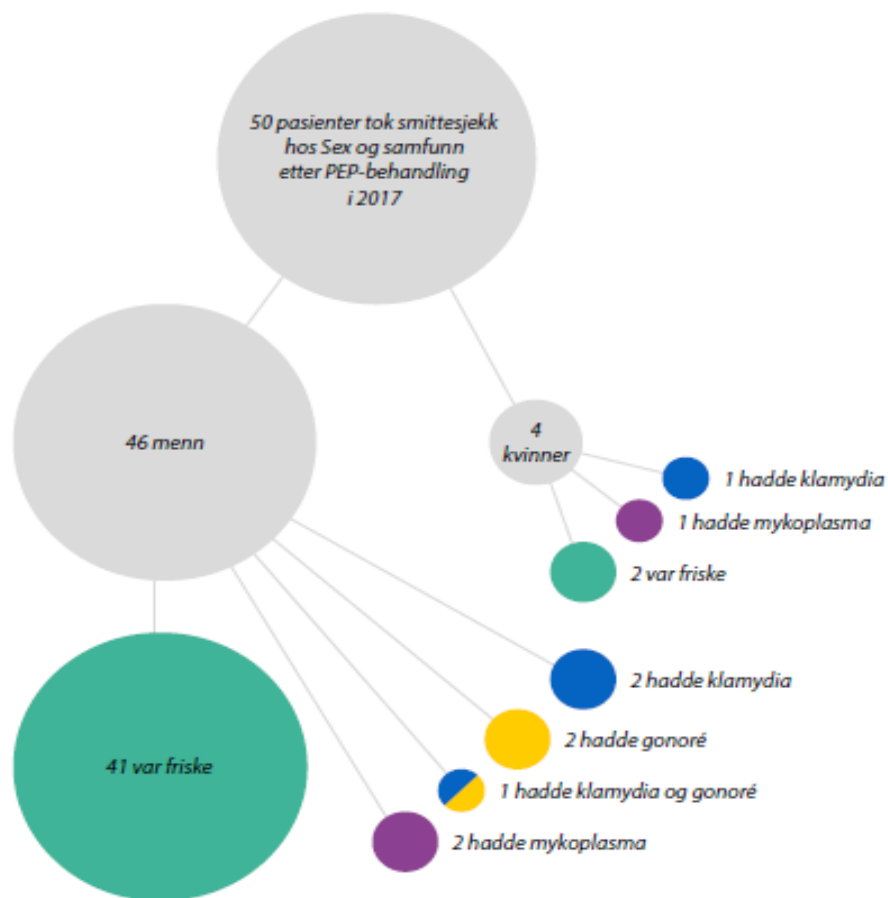 50 pasienter tok smittesjekk
hos Sex og samfunn
etter PEP-behandling
i 2017
46 menn
4
kvinner
1 hadde klamydia
1 hadde mykoplasma
2 var friske
2 hadde klamydia
2 hadde gonoré
1 hadde klamydia og gonoré
2 hadde mykoplasma
41 var friske